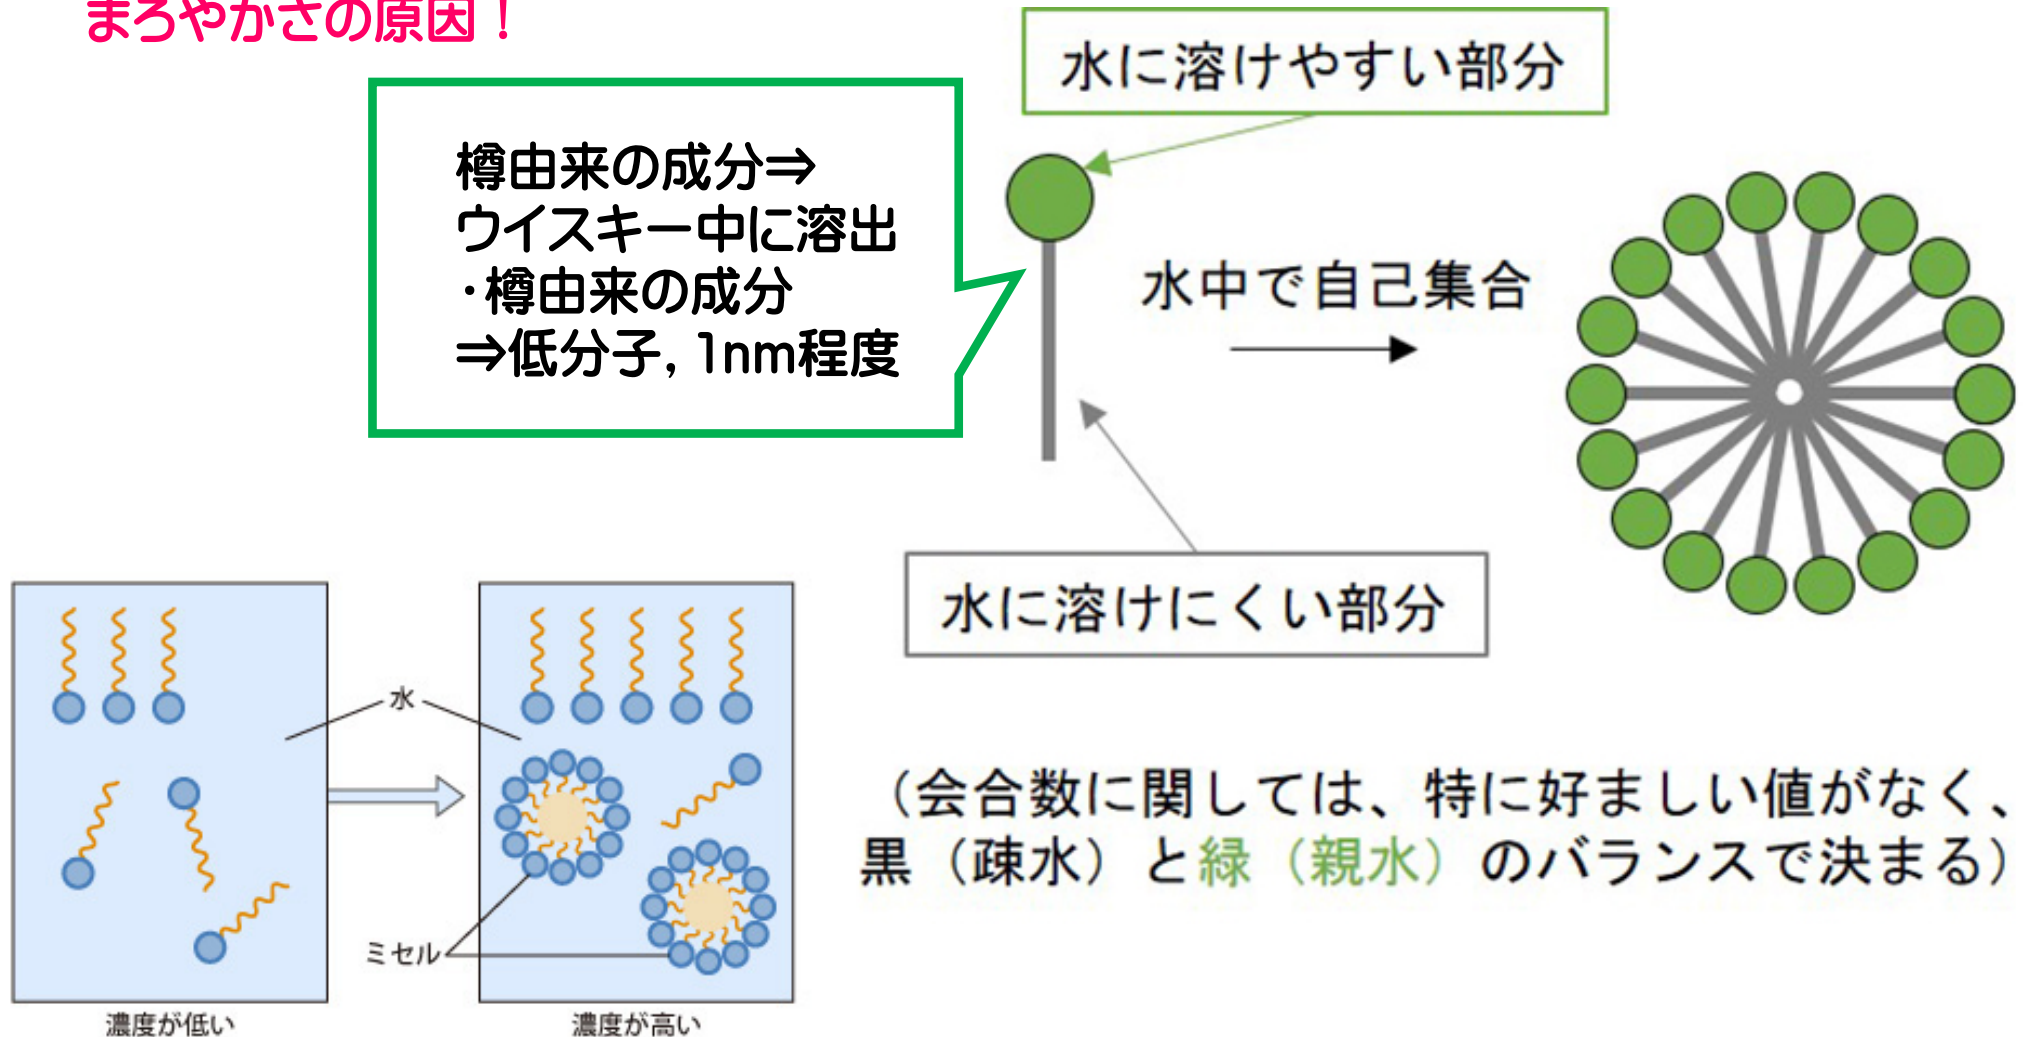 まろやかさの原因！
水に溶けやすい部分
樽由来の成分⇒
ウイスキー中に溶出
・樽由来の成分
⇒低分子, 1nm程度
水中で自己集合
水に溶けにくい部分
水
ミセル
濃度が低い
濃度が高い
（会合数に関しては、特に好ましい値がなく、
黒（疎水）と緑（親水）のバランスで決まる）